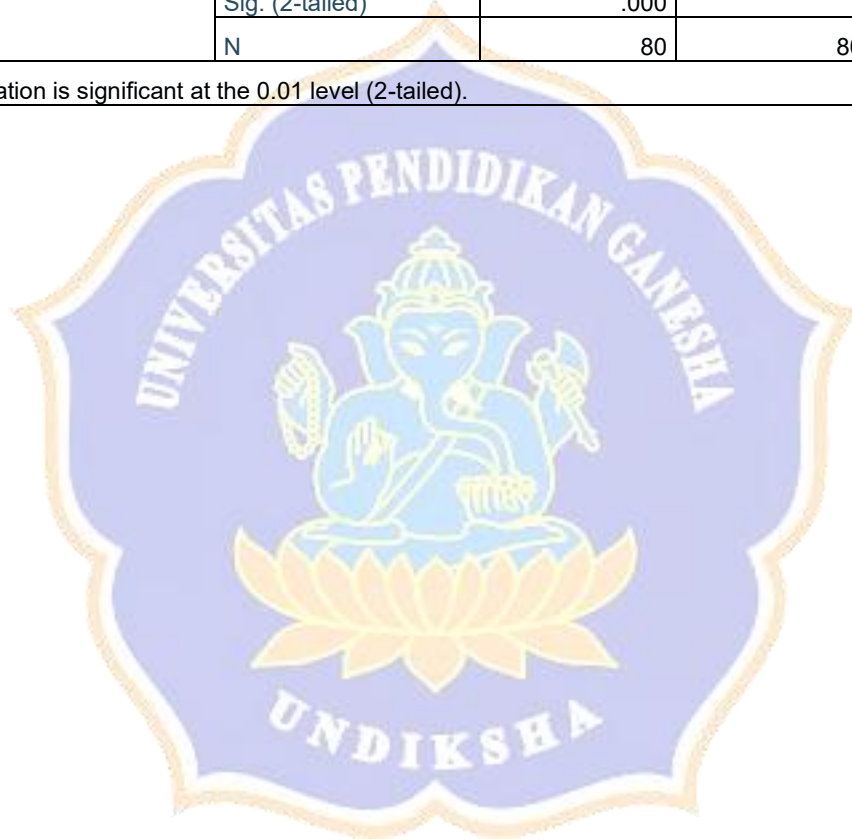 Sig. (2-tailed) .000
N 80 80
ation is significant at the 0.01 level (2-tailed).
UNIVERSITAS PENDIDIKAN GANESHA
UNDIKSHA